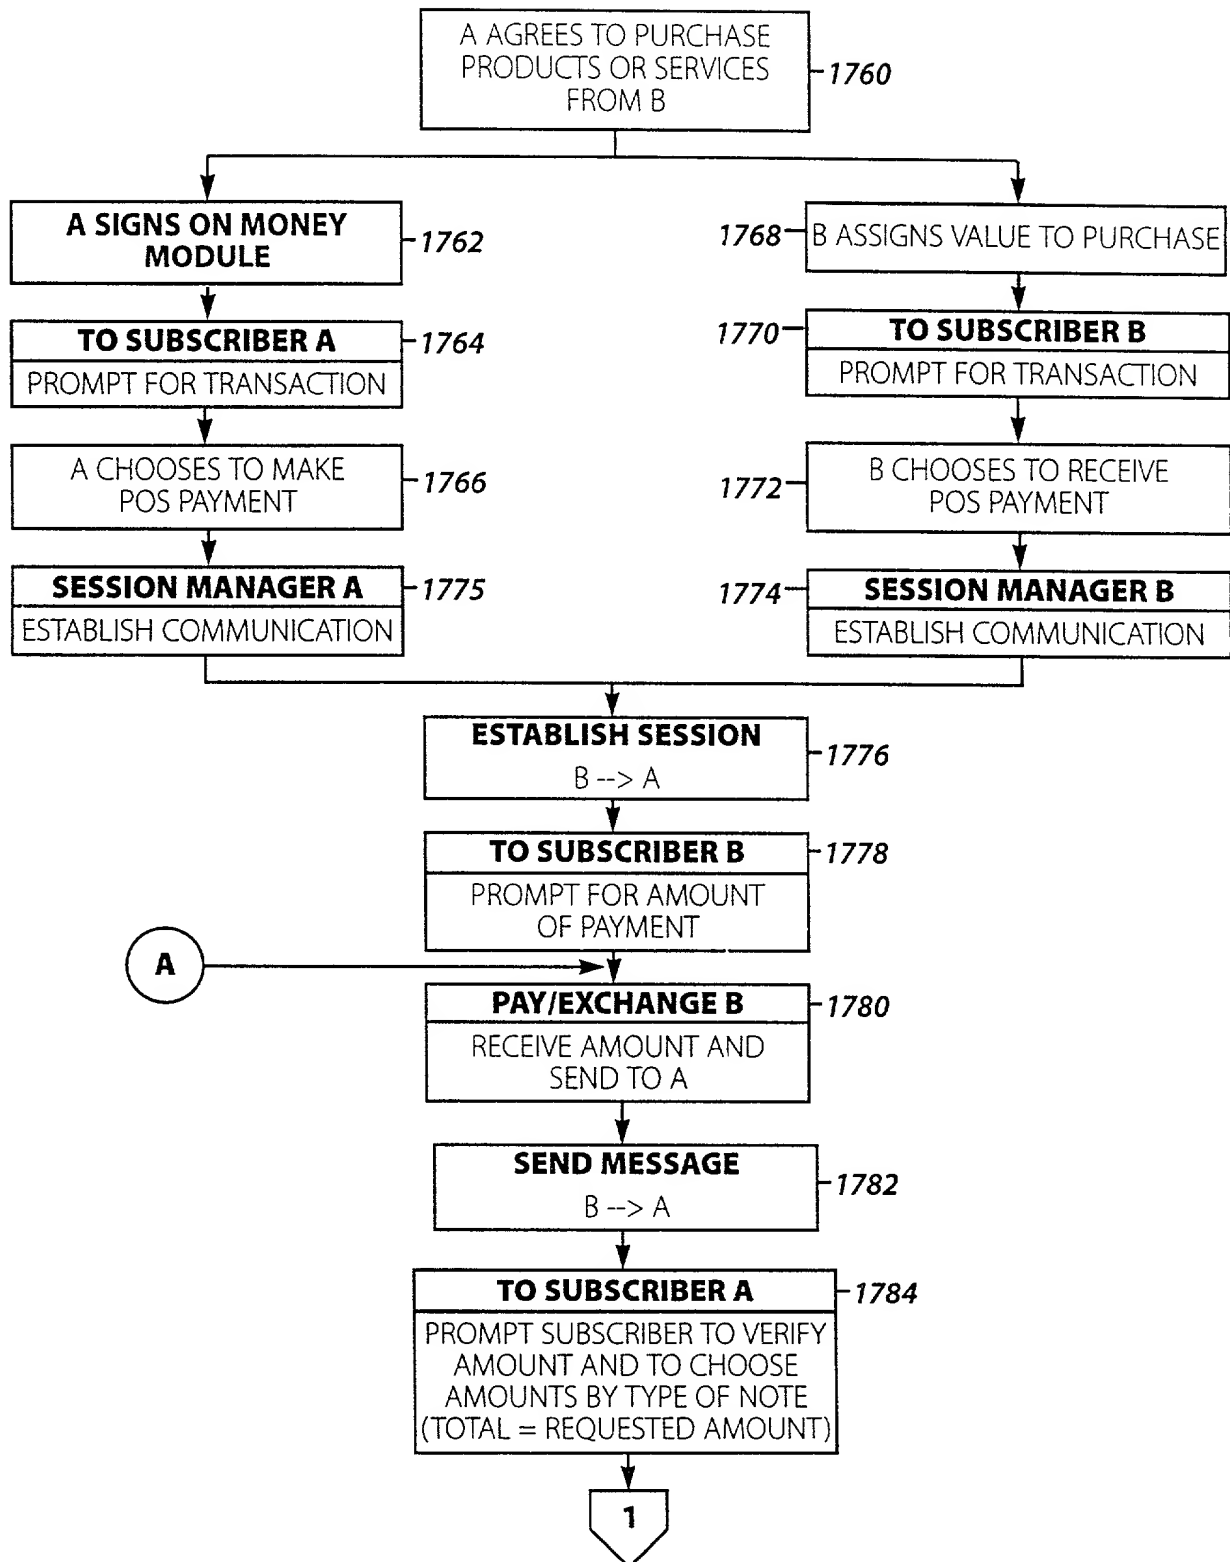 A AGREES TO PURCHASE
PRODUCTS OR SERVICES
FROM B
1760
A SIGNS ON MONEY
MODULE
1762
1768
B ASSIGNS VALUE TO PURCHASE
TO SUBSCRIBER A
1764
PROMPT FOR TRANSACTION
1770
TO SUBSCRIBER B
PROMPT FOR TRANSACTION
A CHOOSES TO MAKE
POS PAYMENT
1766
1772
B CHOOSES TO RECEIVE
POS PAYMENT
SESSION MANAGER A
1775
ESTABLISH COMMUNICATION
1774
SESSION MANAGER B
ESTABLISH COMMUNICATION
ESTABLISH SESSION
B --> A
1776
TO SUBSCRIBER B
1778
PROMPT FOR AMOUNT
OF PAYMENT
A
PAY/EXCHANGE B
1780
RECEIVE AMOUNT AND
SEND TO A
SEND MESSAGE
B --> A
1782
TO SUBSCRIBER A
1784
PROMPT SUBSCRIBER TO VERIFY
AMOUNT AND TO CHOOSE
AMOUNTS BY TYPE OF NOTE
(TOTAL = REQUESTED AMOUNT)
1